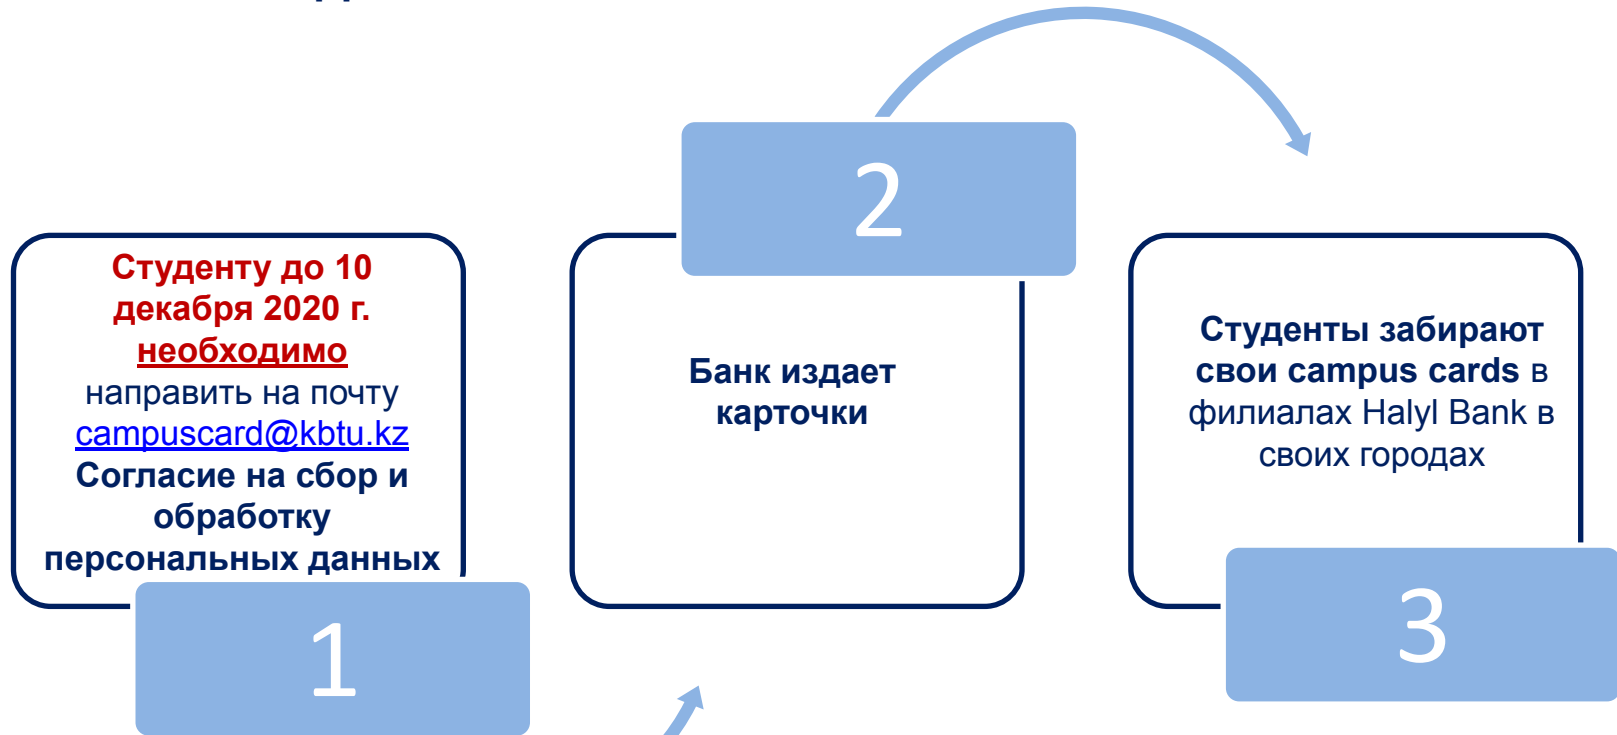 Студенту до 10
декабря 2020 г.
необходимо
направить на почту
campuscard@kbtu.kz
Согласие на сбор и
обработку
персональных данных
1
2
Банк издает
карточки
Студенты забирают
свои campus cards в
филиалах Halyl Bank в
своих городах
3